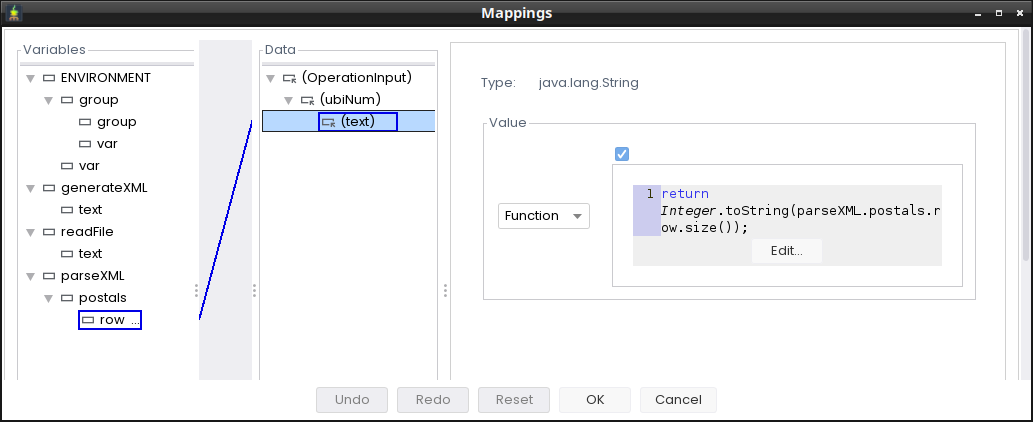 Mappings
Variables
ENVIRONMENT
group
group
var
var
generateXML
text
readFile
text
parseXML
postals
row ...
Data
(OperationInput)
(ubiNum)
(text)
Type: java.lang.String
Value
Function
1 return
Integer.toString(parseXML.postals.r
ow.size());
Edit...
Undo Redo Reset OK Cancel